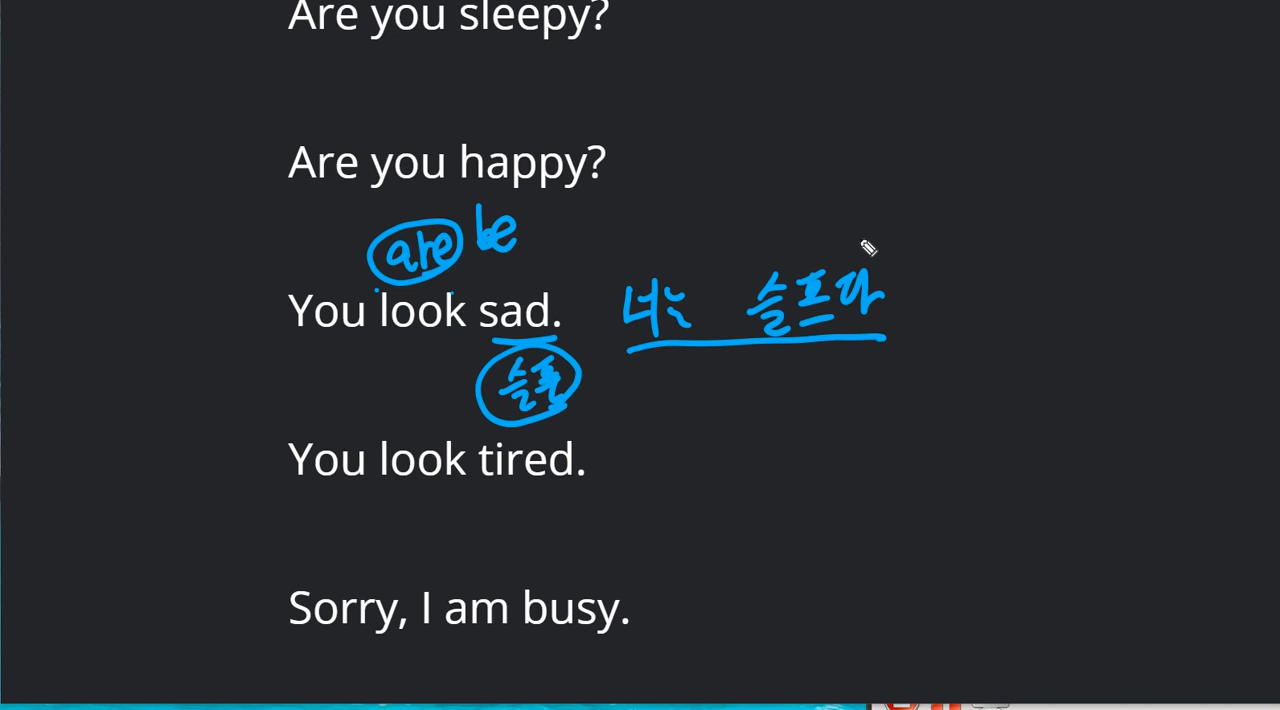 Are you sleepy?
Are you happy?
are be
You look sad. 너는 슬프다
슬픈
You look tired.
Sorry, I am busy.